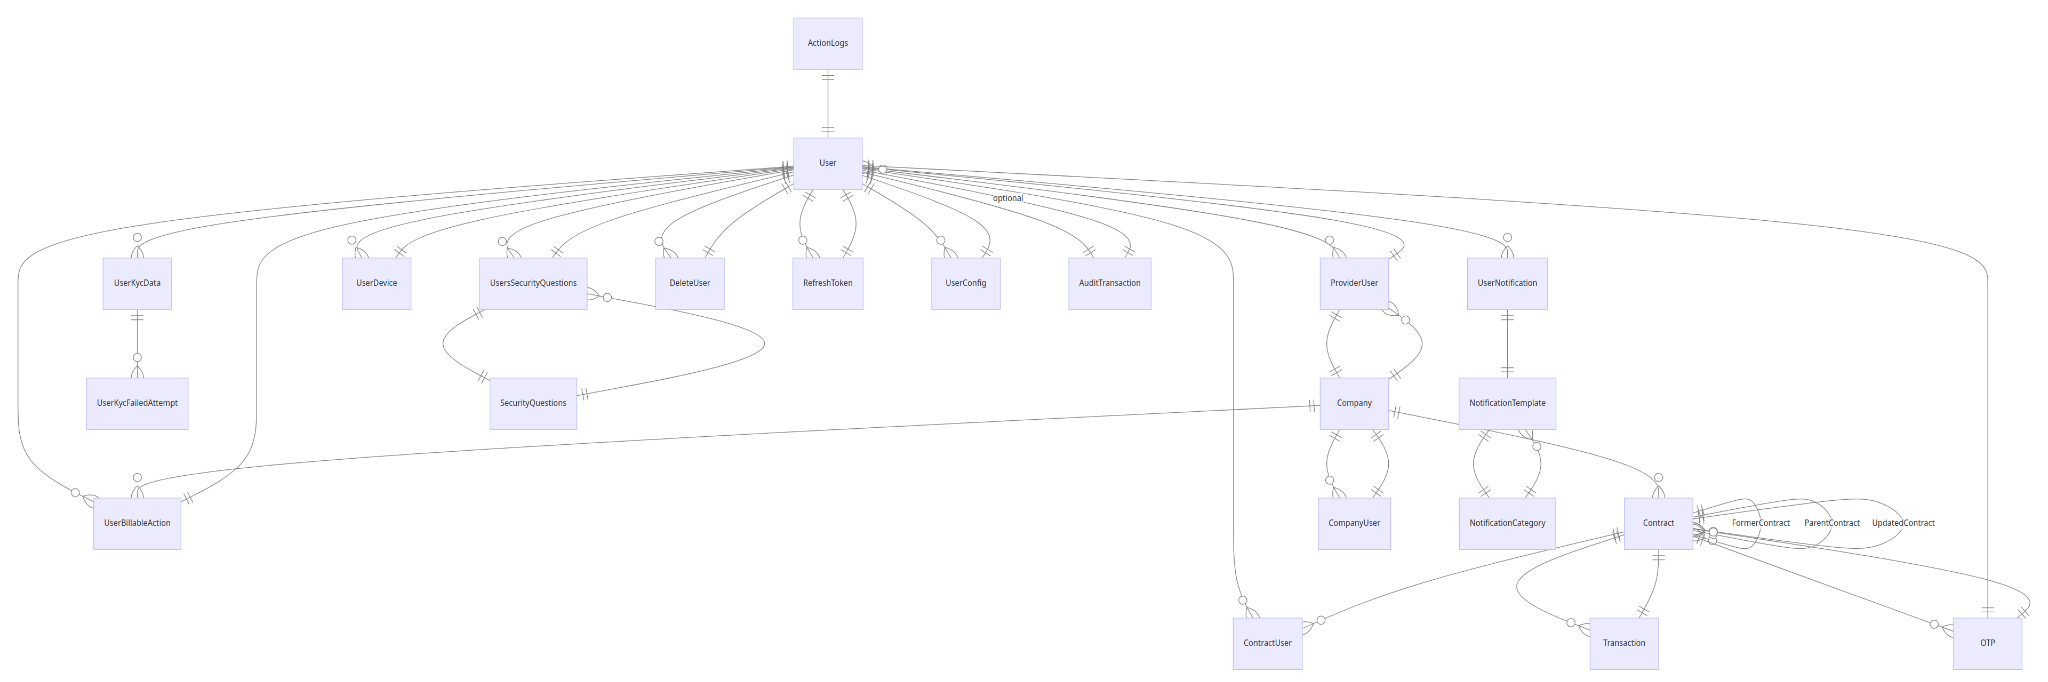 ActionLogs
User
optional
UserKycData
UserDevice
UsersSecurityQuestions
DeleteUser
RefreshToken
UserConfig
AuditTransaction
ProviderUser
UserNotification
UserKycFailedAttempt
SecurityQuestions
Company
NotificationTemplate
UserBillableAction
CompanyUser
NotificationCategory
Contract
FormerContract
ParentContract
UpdatedContract
ContractUser
Transaction
OTP